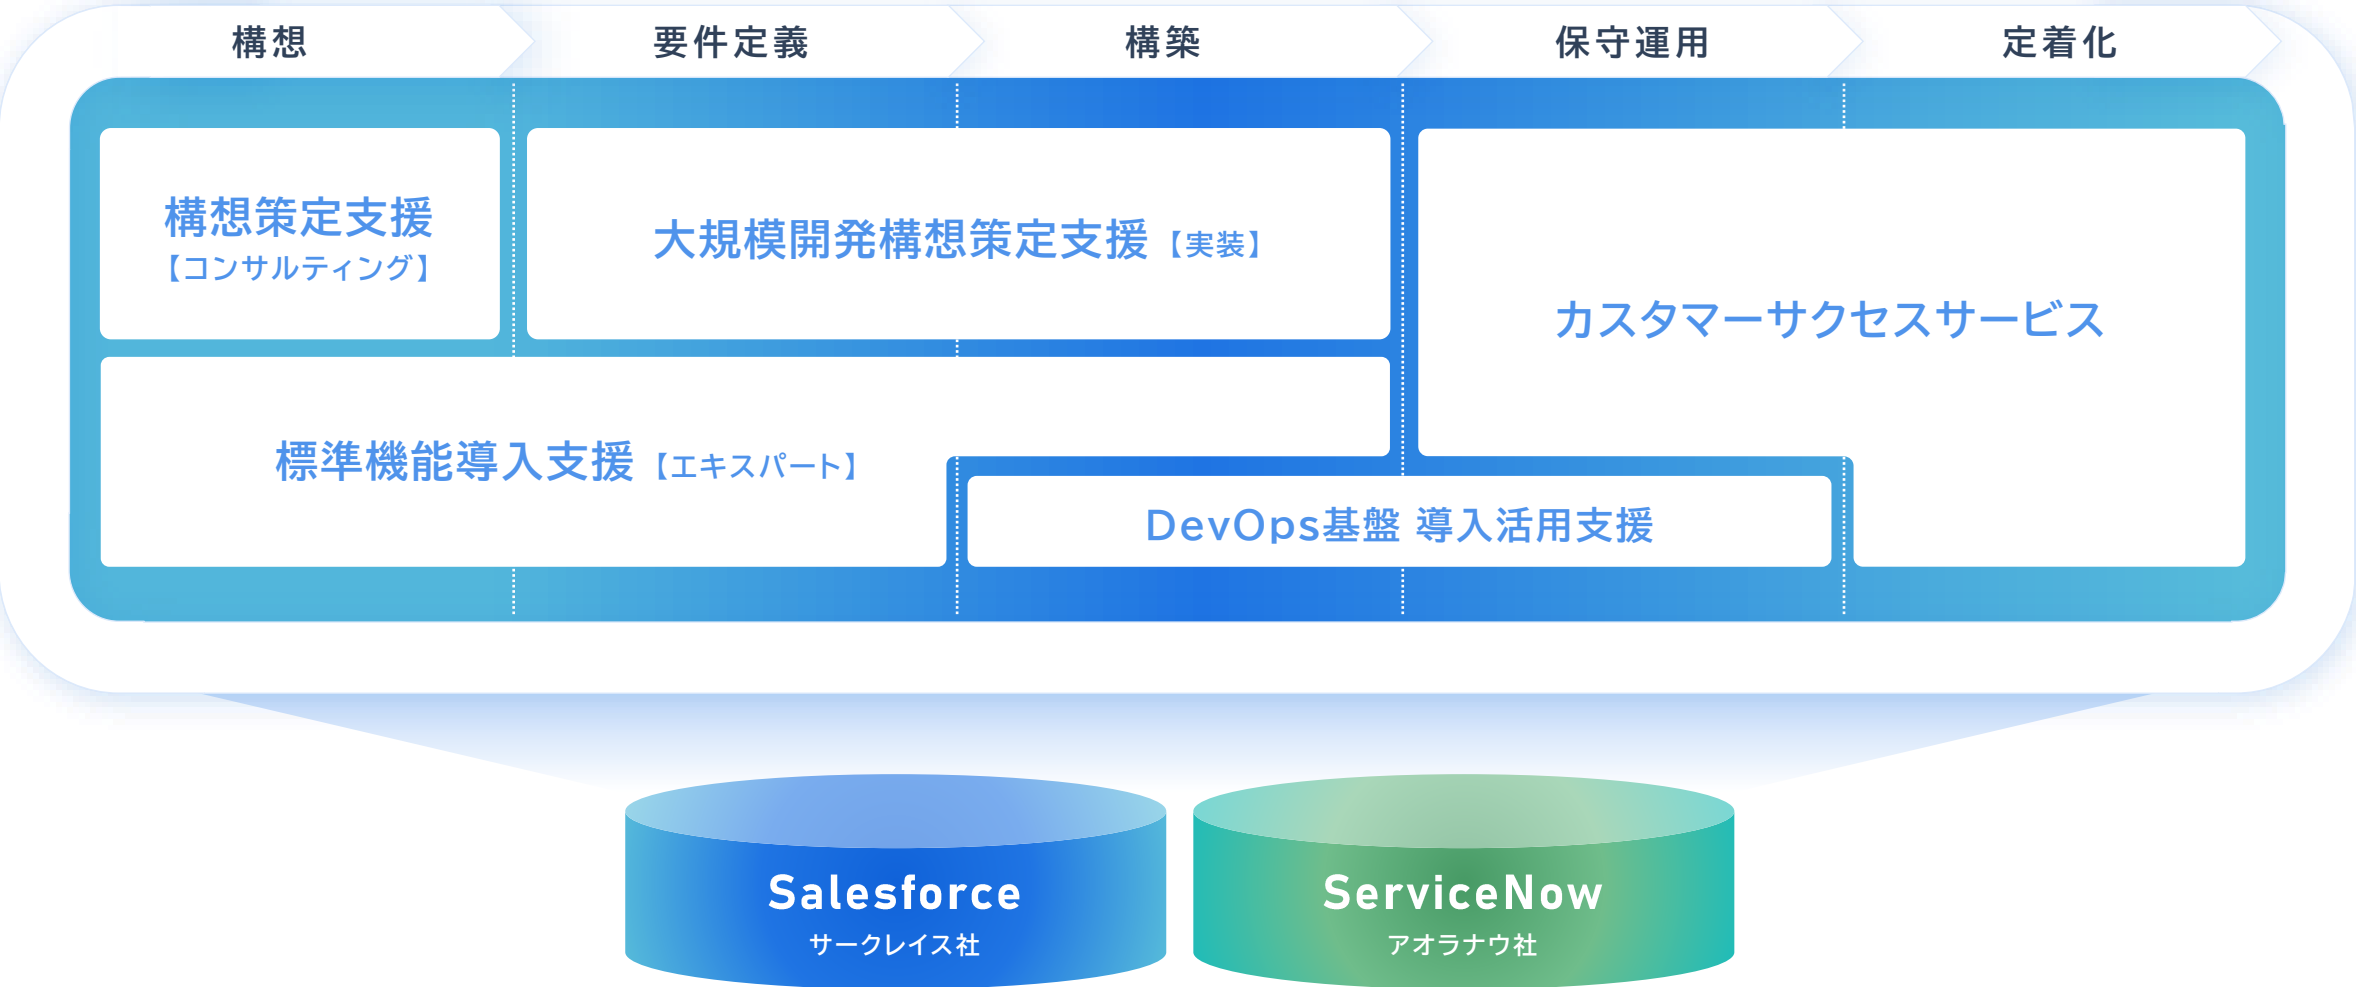 構想
要件定義
構築
保守運用
定着化
構想策定支援
【コンサルティング】
大規模開発構想策定支援【実装】
カスタマーサクセスサービス
標準機能導入支援【エキスパート】
DevOps基盤 導入活用支援
Salesforce
サークレイス社
ServiceNow
アオラナウ社